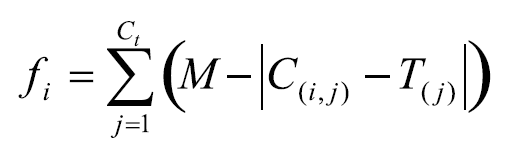 f_i = \sum_{j=1}^{C_t} \left( M - \left| C_{(i,j)} - T_{(j)} \right| \right)